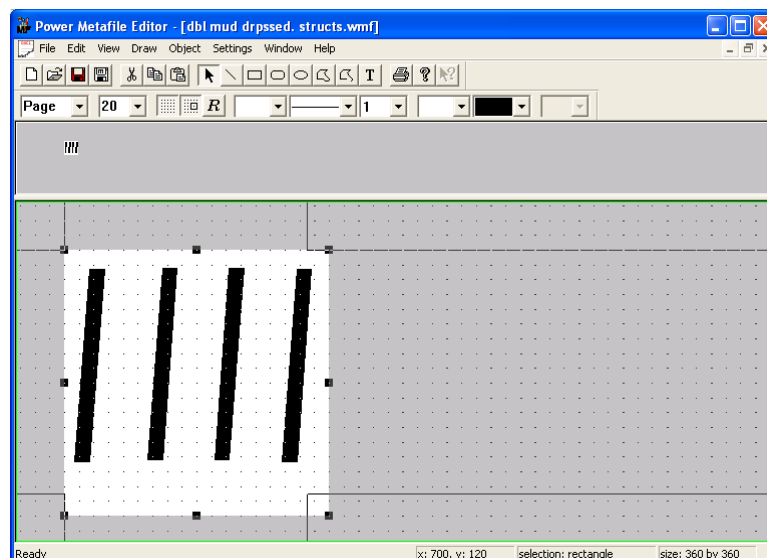 Power Metafile Editor - [dbl mud drpssed. structs.wmf]
File Edit View Draw Object Settings Window Help
T
Page 20 R 1
Ready x: 700, y: 120 selection: rectangle size: 360 by 360